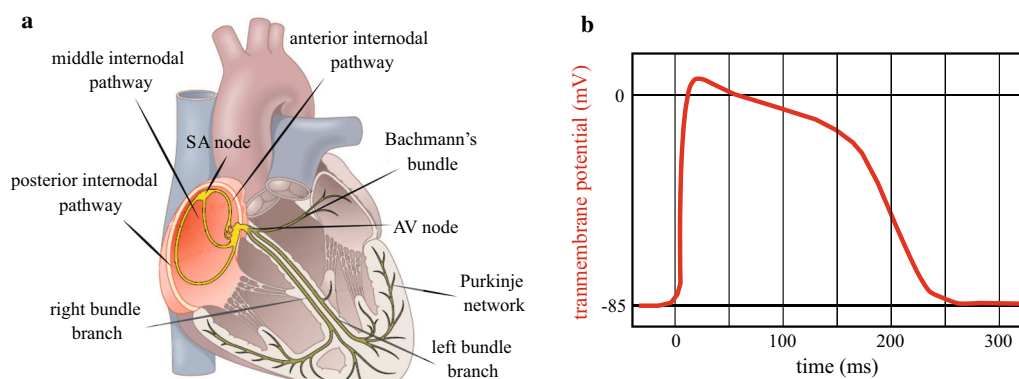 a
anterior internodal
pathway
middle internodal
pathway
SA node
Bachmann's
bundle
posterior internodal
pathway
AV node
Purkinje
network
right bundle
branch
left bundle
branch
b
tranmembrane potential (mV)
0
-85
0
100
200
300
time (ms)